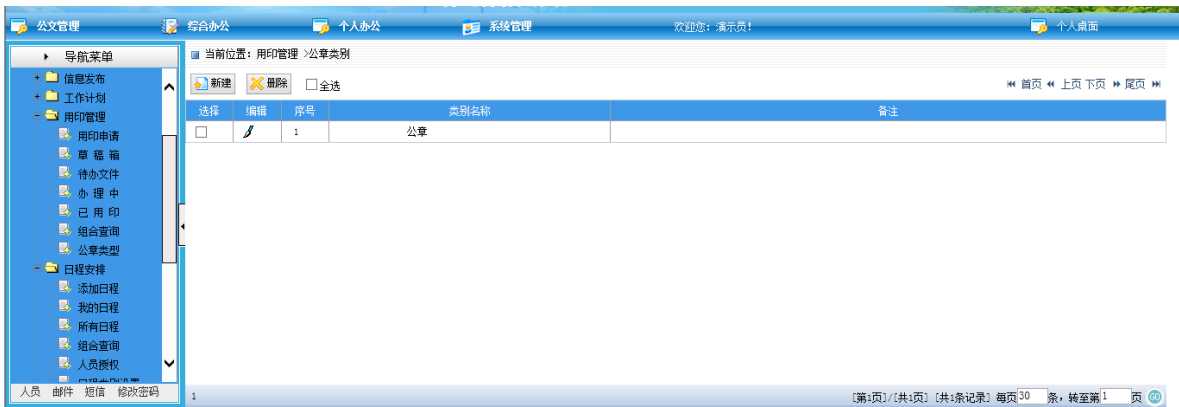 公文管理 综合办公 个人办公 系统管理 欢迎您：演示员！ 个人桌面
导航菜单
信息发布
工作计划
用印管理
用印申请
草 稿 箱
待办文件
办 理 中
已 用 印
组合查询
公章类型
日程安排
添加日程
我的日程
所有日程
组合查询
人员授权
人员 邮件 短信 修改密码
当前位置：用印管理 >公章类别
新建 删除 全选 首页 上页 下页 尾页
选择 编辑 序号 类别名称 备注
1 公章
1 [第1页]/[共1页] [共1条记录] 每页30 条，转至第1 页 GO